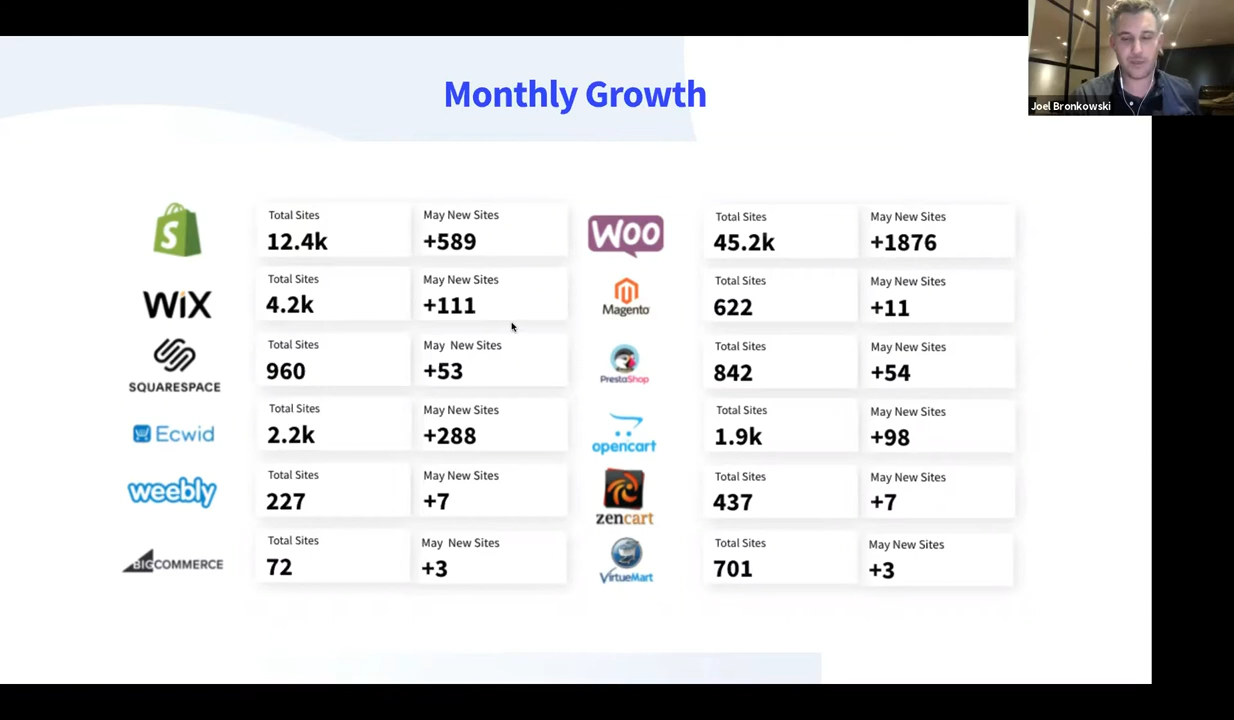 Monthly Growth
Joel Bronkowski
S
Total Sites
12.4k
May New Sites
+589
WOO
Total Sites
45.2k
May New Sites
+1876
WiX
Total Sites
4.2k
May New Sites
+111
Magento
Total Sites
622
May New Sites
+11
SQUARESPACE
Total Sites
960
May New Sites
+53
PrestaShop
Total Sites
842
May New Sites
+54
Ecwid
Total Sites
2.2k
May New Sites
+288
opencart
Total Sites
1.9k
May New Sites
+98
weebly
Total Sites
227
May New Sites
+7
zencart
Total Sites
437
May New Sites
+7
BIGCOMMERCE
Total Sites
72
May New Sites
+3
VirtueMart
Total Sites
701
May New Sites
+3